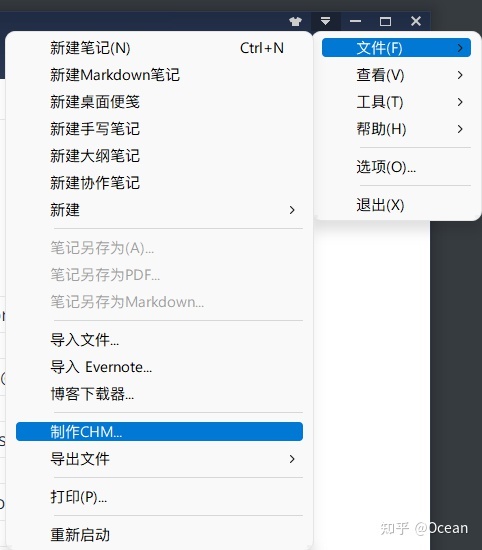 文件(F)
查看(V)
工具(T)
帮助(H)
选项(O)...
退出(X)
新建笔记(N) Ctrl+N
新建Markdown笔记
新建桌面便笺
新建手写笔记
新建大纲笔记
新建协作笔记
新建
笔记另存为(A)...
笔记另存为PDF...
笔记另存为Markdown...
导入文件...
导入 Evernote...
博客下载器...
制作CHM...
导出文件
打印(P)...
重新启动
知乎 @Ocean